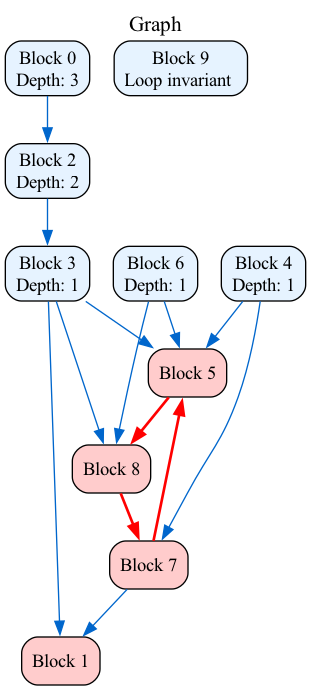 Graph
Block 0
Depth: 3
Block 9
Loop invariant
Block 2
Depth: 2
Block 3
Depth: 1
Block 6
Depth: 1
Block 4
Depth: 1
Block 5
Block 8
Block 7
Block 1